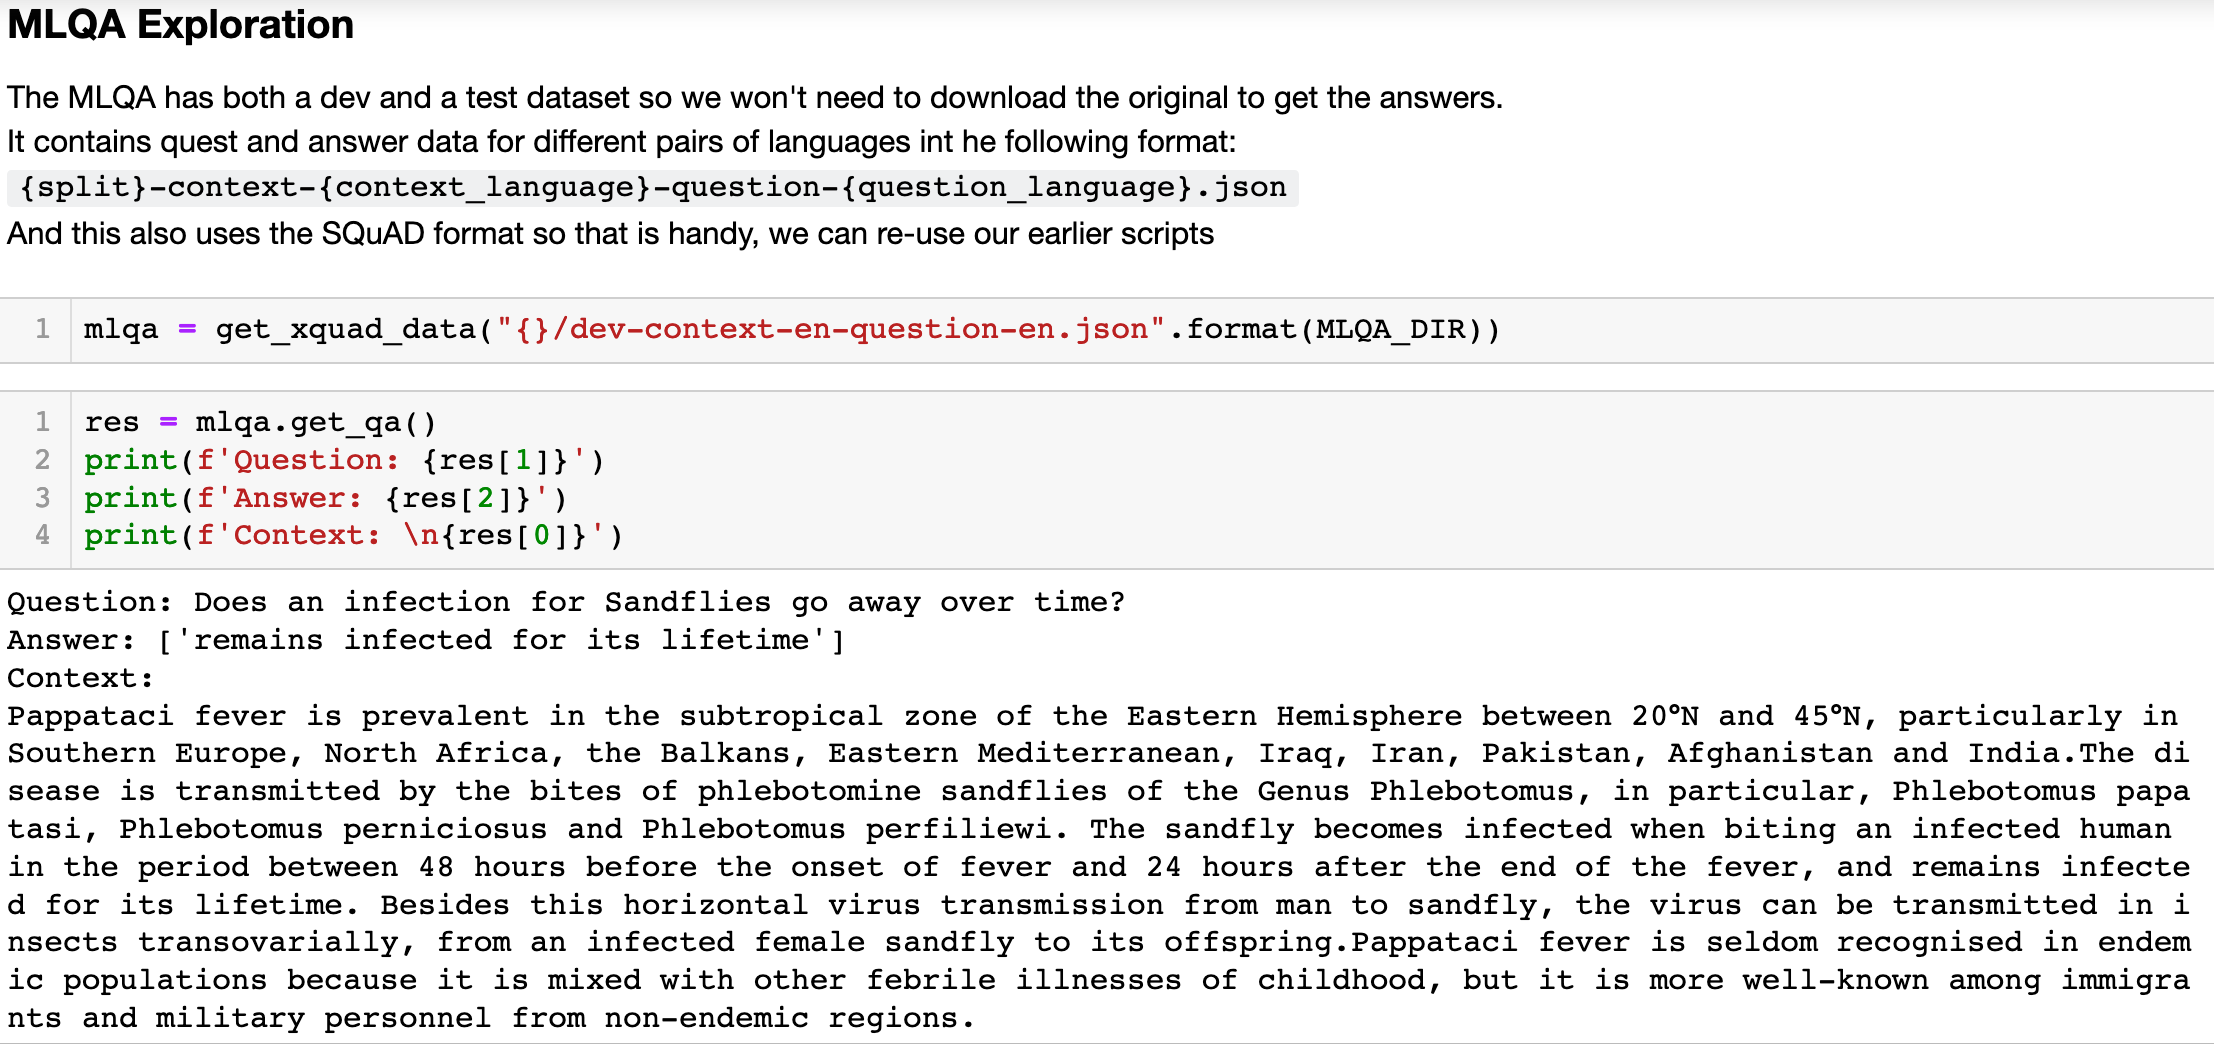 MLQA Exploration
The MLQA has both a dev and a test dataset so we won't need to download the original to get the answers.
It contains quest and answer data for different pairs of languages int he following format:
{split}-context-{context_language}-question-{question_language}.json
And this also uses the SQuAD format so that is handy, we can re-use our earlier scripts
1 mlqa = get_xquad_data("{}/dev-context-en-question-en.json".format(MLQA_DIR))
1 res = mlqa.get_qa()
2 print(f'Question: {res[1]}')
3 print(f'Answer: {res[2]}')
4 print(f'Context: \n{res[0]}')
Question: Does an infection for Sandflies go away over time?
Answer: ['remains infected for its lifetime']
Context:
Pappataci fever is prevalent in the subtropical zone of the Eastern Hemisphere between 20°N and 45°N, particularly in
Southern Europe, North Africa, the Balkans, Eastern Mediterranean, Iraq, Iran, Pakistan, Afghanistan and India.The di
sease is transmitted by the bites of phlebotomine sandflies of the Genus Phlebotomus, in particular, Phlebotomus papa
tasi, Phlebotomus perniciosus and Phlebotomus perfiliewi. The sandfly becomes infected when biting an infected human
in the period between 48 hours before the onset of fever and 24 hours after the end of the fever, and remains infecte
d for its lifetime. Besides this horizontal virus transmission from man to sandfly, the virus can be transmitted in i
nsects transovarially, from an infected female sandfly to its offspring.Pappataci fever is seldom recognised in endem
ic populations because it is mixed with other febrile illnesses of childhood, but it is more well-known among immigra
nts and military personnel from non-endemic regions.